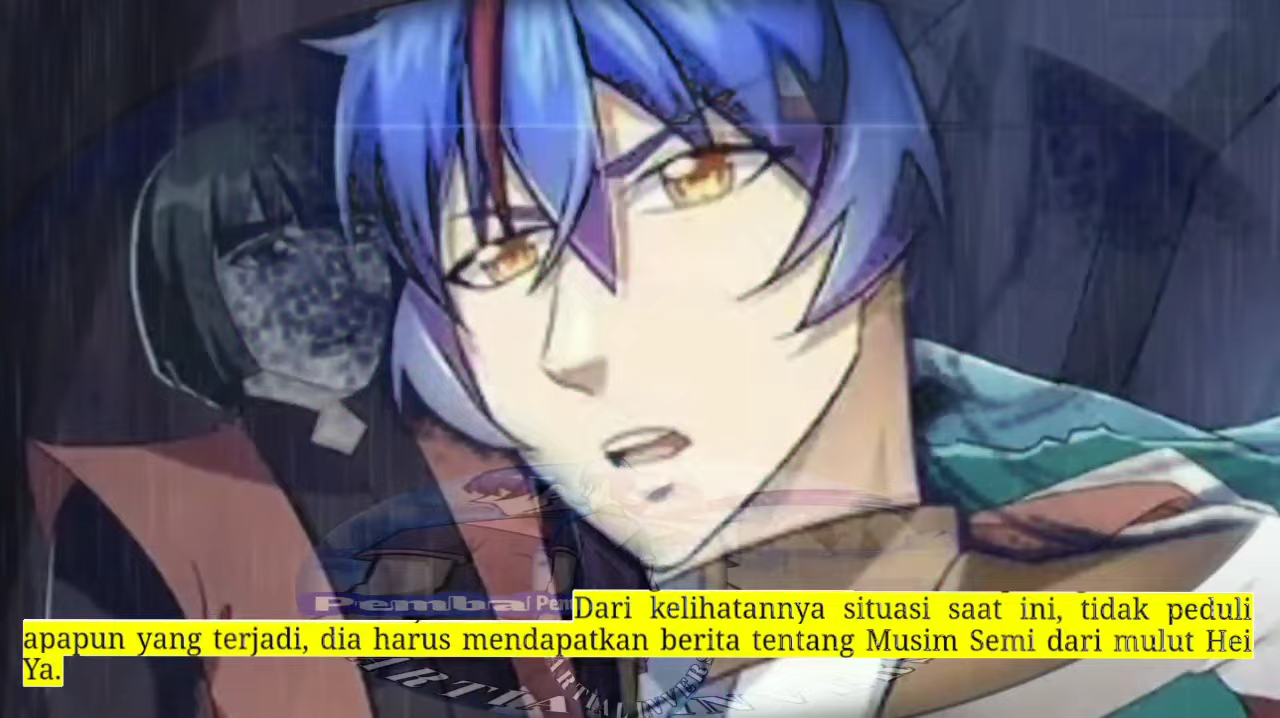 Dari kelihatannya situasi saat ini, tidak peduli
apapun yang terjadi, dia harus mendapatkan berita tentang Musim Semi dari mulut Hei
Ya.